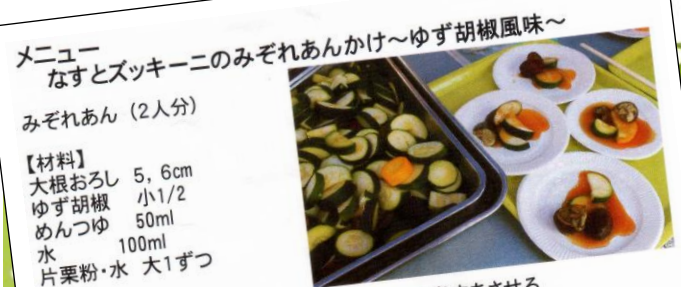 メニュー
なすとズッキーニのみぞれあんかけ～ゆず胡椒風味～
みぞれあん（2人分）
【材料】
大根おろし 5，6cm
ゆず胡椒 小1/2
めんつゆ 50ml
水 100ml
片栗粉・水 大1ずつ
させる